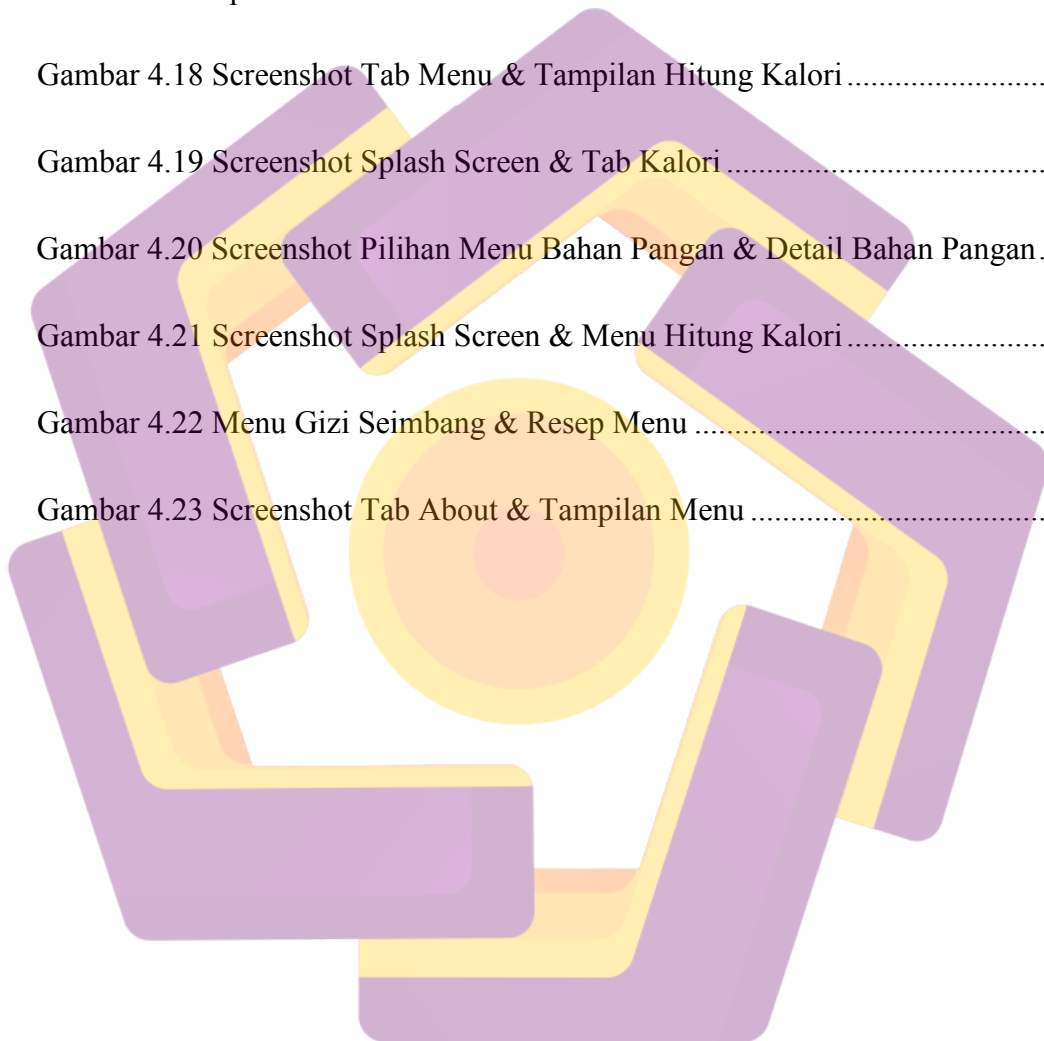 Gambar 4.18 Screenshot Tab Menu & Tampilan Hitung Kalori........................
Gambar 4.19 Screenshot Splash Screen & Tab Kalori........................................
Gambar 4.20 Screenshot Pilihan Menu Bahan Pangan & Detail Bahan Pangan.
Gambar 4.21 Screenshot Splash Screen & Menu Hitung Kalori........................
Gambar 4.22 Menu Gizi Seimbang & Resep Menu ...........................................
Gambar 4.23 Screenshot Tab About & Tampilan Menu ....................................